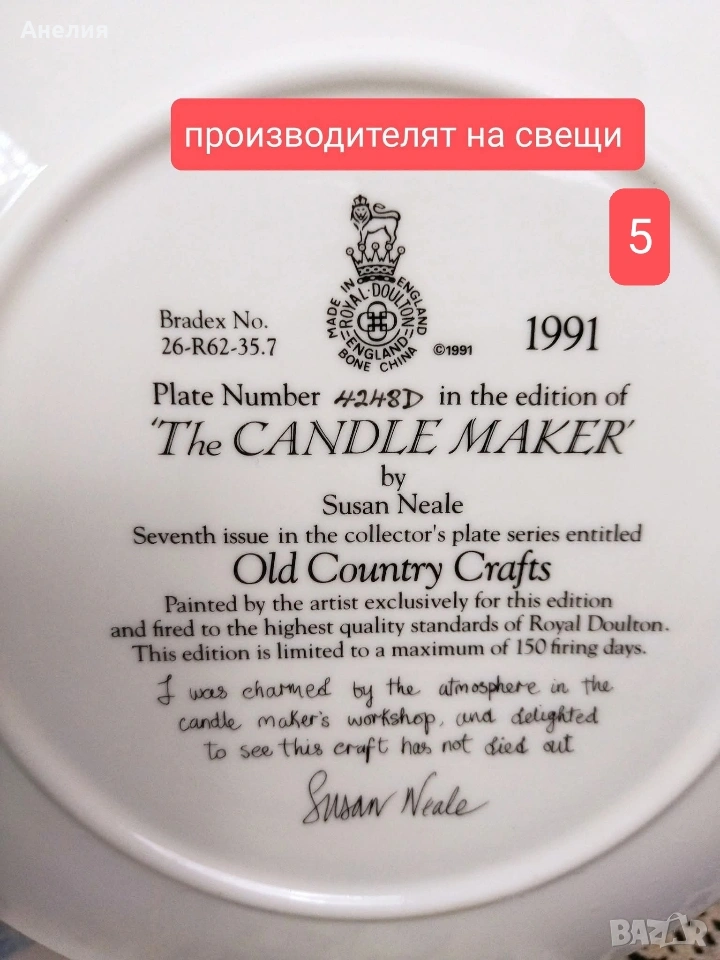 Анелия
производителят на свещи
5
MADE IN ENGLAND
ROYAL·DOULTON
ENGLAND
BONE CHINA
©1991
Bradex No.
26-R62-35.7
1991
Plate Number 4248D in the edition of
'The CANDLE MAKER'
by
Susan Neale
Seventh issue in the collector's plate series entitled
Old Country Crafts
Painted by the artist exclusively for this edition
and fired to the highest quality standards of Royal Doulton.
This edition is limited to a maximum of 150 firing days.
I was charmed by the atmosphere in the
candle maker's workshop, and delighted
to see this craft has not died out
Susan Neale
BAZAR